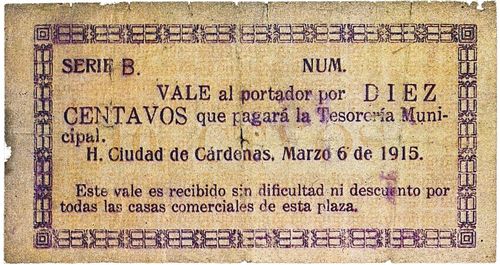 SERIE B. NUM.
VALE al portador por DIEZ
CENTAVOS que pagará la Tesorería Muni-
cipal.
H. Ciudad de Cárdenas, Marzo 6 de 1915.
Este vale es recibido sin dificultad ni descuento por
todas las casas comerciales de esta plaza.